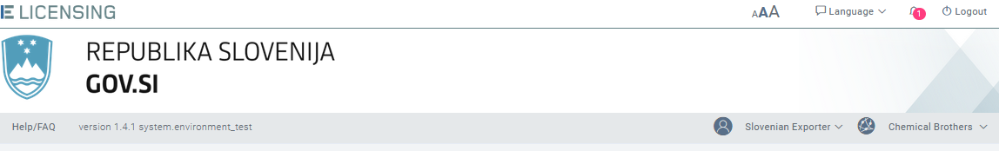 E LICENSING
AAA Language 1 Logout
REPUBLIKA SLOVENIJA
GOV.SI
Help/FAQ version 1.4.1 system.environment_test Slovenian Exporter Chemical Brothers